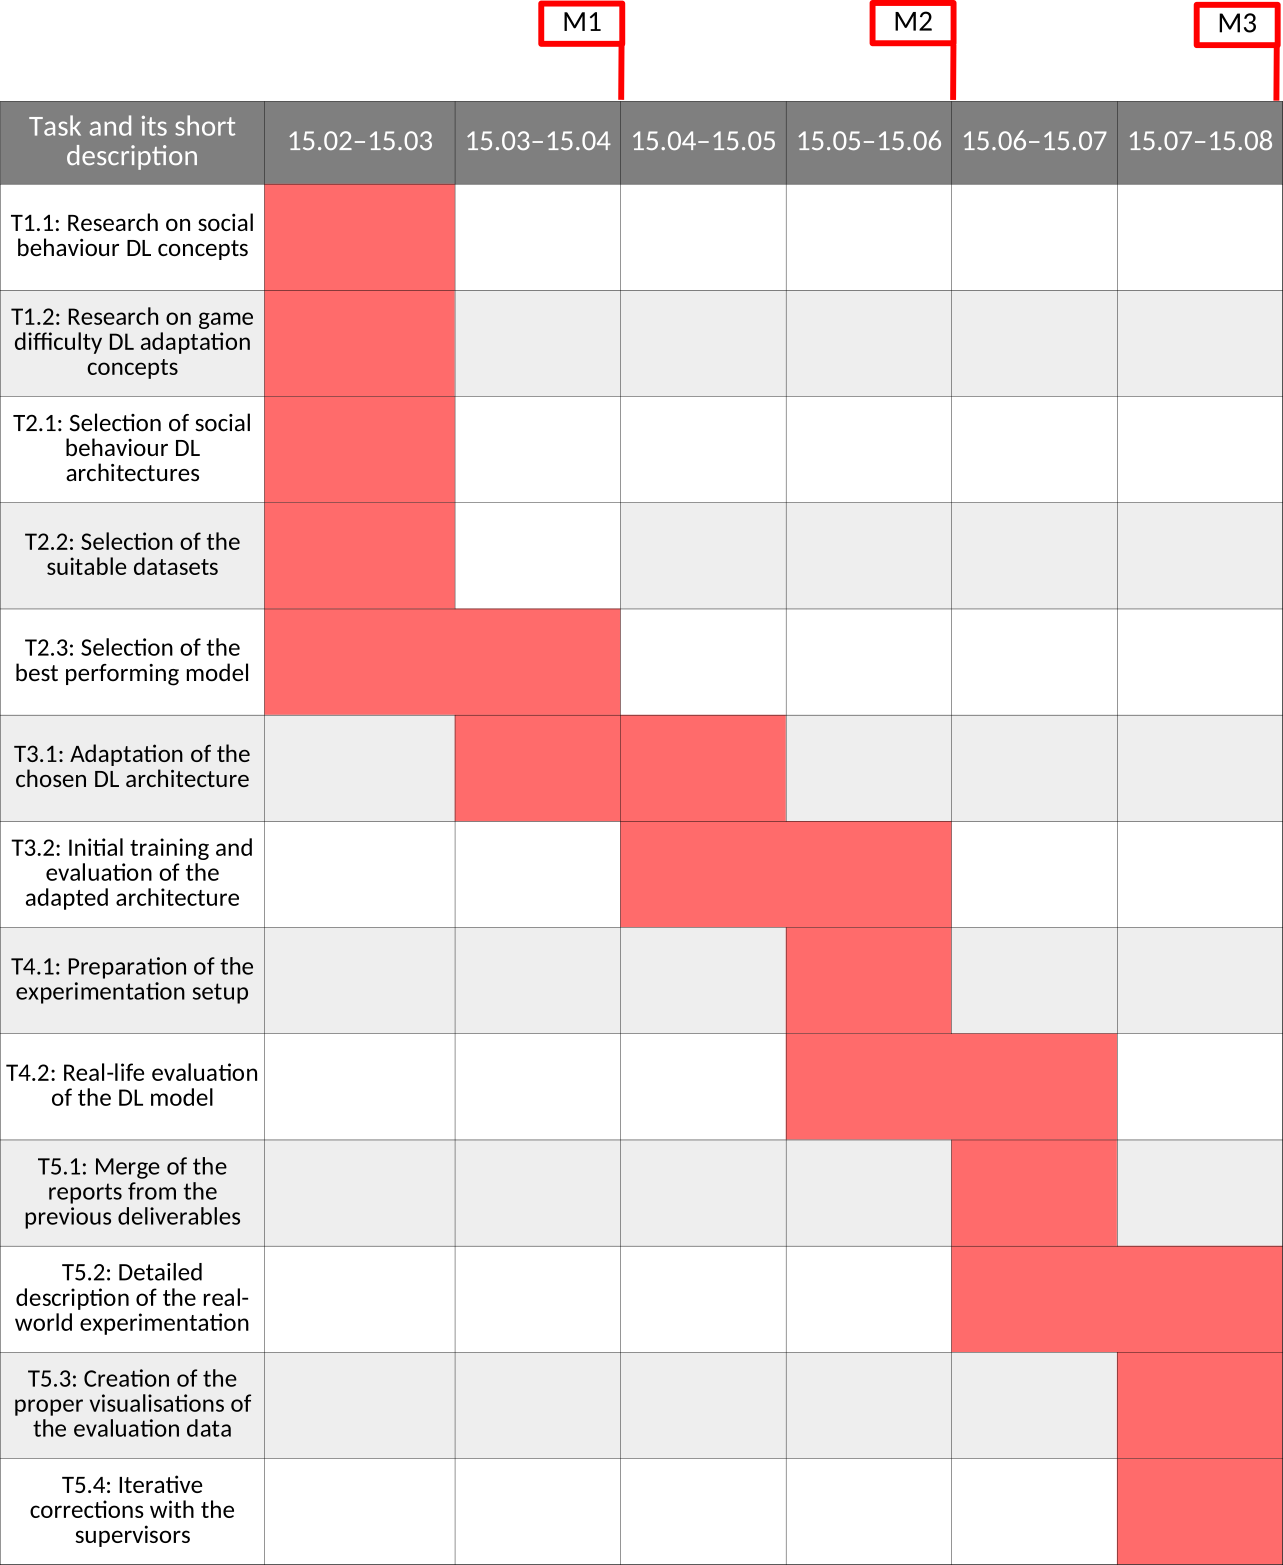 M1
M2
M3
Task and its short
description
15.02–15.03
15.03–15.04
15.04–15.05
15.05–15.06
15.06–15.07
15.07–15.08
T1.1: Research on social
behaviour DL concepts
T1.2: Research on game
difficulty DL adaptation
concepts
T2.1: Selection of social
behaviour DL
architectures
T2.2: Selection of the
suitable datasets
T2.3: Selection of the
best performing model
T3.1: Adaptation of the
chosen DL architecture
T3.2: Initial training and
evaluation of the
adapted architecture
T4.1: Preparation of the
experimentation setup
T4.2: Real-life evaluation
of the DL model
T5.1: Merge of the
reports from the
previous deliverables
T5.2: Detailed
description of the real-
world experimentation
T5.3: Creation of the
proper visualisations of
the evaluation data
T5.4: Iterative
corrections with the
supervisors